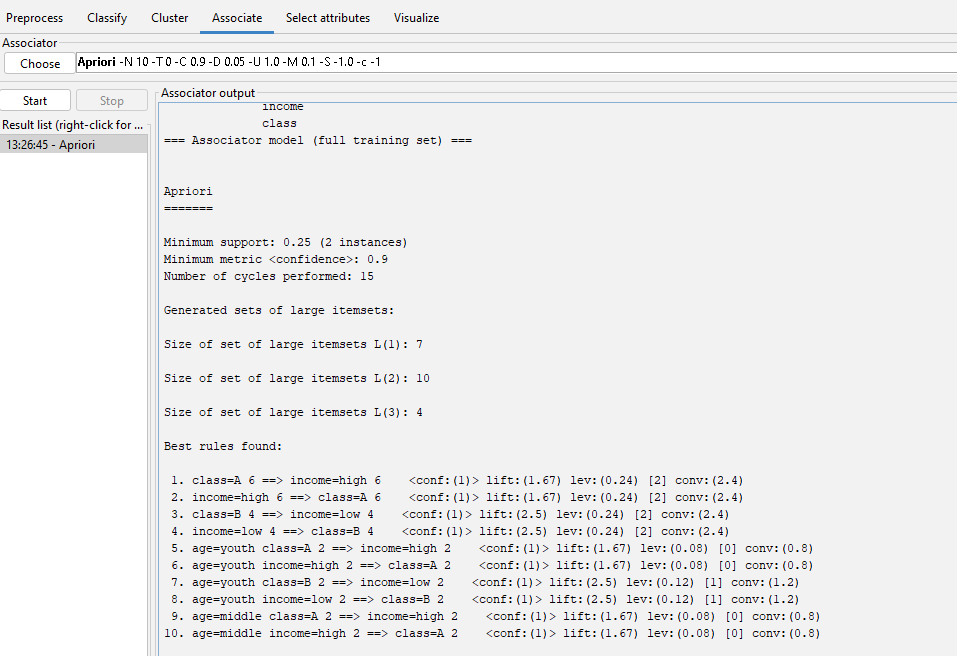 Preprocess Classify Cluster Associate Select attributes Visualize
Associator
Choose Apriori -N 10 -T 0 -C 0.9 -D 0.05 -U 1.0 -M 0.1 -S -1.0 -c -1
Start Stop
Result list (right-click for ...
13:26:45 - Apriori
Associator output
income
class
=== Associator model (full training set) ===
Apriori
=======
Minimum support: 0.25 (2 instances)
Minimum metric <confidence>: 0.9
Number of cycles performed: 15
Generated sets of large itemsets:
Size of set of large itemsets L(1): 7
Size of set of large itemsets L(2): 10
Size of set of large itemsets L(3): 4
Best rules found:
1. class=A 6 ==> income=high 6 <conf:(1)> lift:(1.67) lev:(0.24) [2] conv:(2.4)
2. income=high 6 ==> class=A 6 <conf:(1)> lift:(1.67) lev:(0.24) [2] conv:(2.4)
3. class=B 4 ==> income=low 4 <conf:(1)> lift:(2.5) lev:(0.24) [2] conv:(2.4)
4. income=low 4 ==> class=B 4 <conf:(1)> lift:(2.5) lev:(0.24) [2] conv:(2.4)
5. age=youth class=A 2 ==> income=high 2 <conf:(1)> lift:(1.67) lev:(0.08) [0] conv:(0.8)
6. age=youth income=high 2 ==> class=A 2 <conf:(1)> lift:(1.67) lev:(0.08) [0] conv:(0.8)
7. age=youth class=B 2 ==> income=low 2 <conf:(1)> lift:(2.5) lev:(0.12) [1] conv:(1.2)
8. age=youth income=low 2 ==> class=B 2 <conf:(1)> lift:(2.5) lev:(0.12) [1] conv:(1.2)
9. age=middle class=A 2 ==> income=high 2 <conf:(1)> lift:(1.67) lev:(0.08) [0] conv:(0.8)
10. age=middle income=high 2 ==> class=A 2 <conf:(1)> lift:(1.67) lev:(0.08) [0] conv:(0.8)